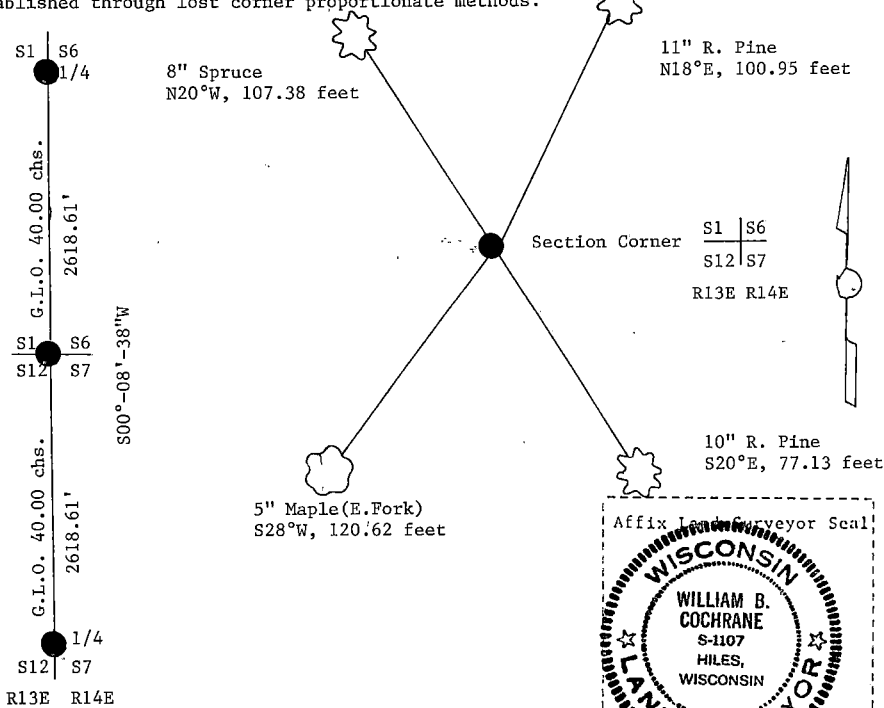 ablished through lost corner proportionate methods.
S1 S6
1/4
G.L.O. 40.00 chs.
2618.61'
S1 S6
S12 S7
S00°-08'-38"W
G.L.O. 40.00 chs.
2618.61'
1/4
S12 S7
R13E R14E
8" Spruce
N20°W, 107.38 feet
11" R. Pine
N18°E, 100.95 feet
Section Corner
S1 S6
S12 S7
R13E R14E
5" Maple(E.Fork)
S28°W, 120.62 feet
10" R. Pine
S20°E, 77.13 feet
Affix Land Surveyor Seal
WISCONSIN
WILLIAM B.
COCHRANE
S-1107
HILES,
WISCONSIN